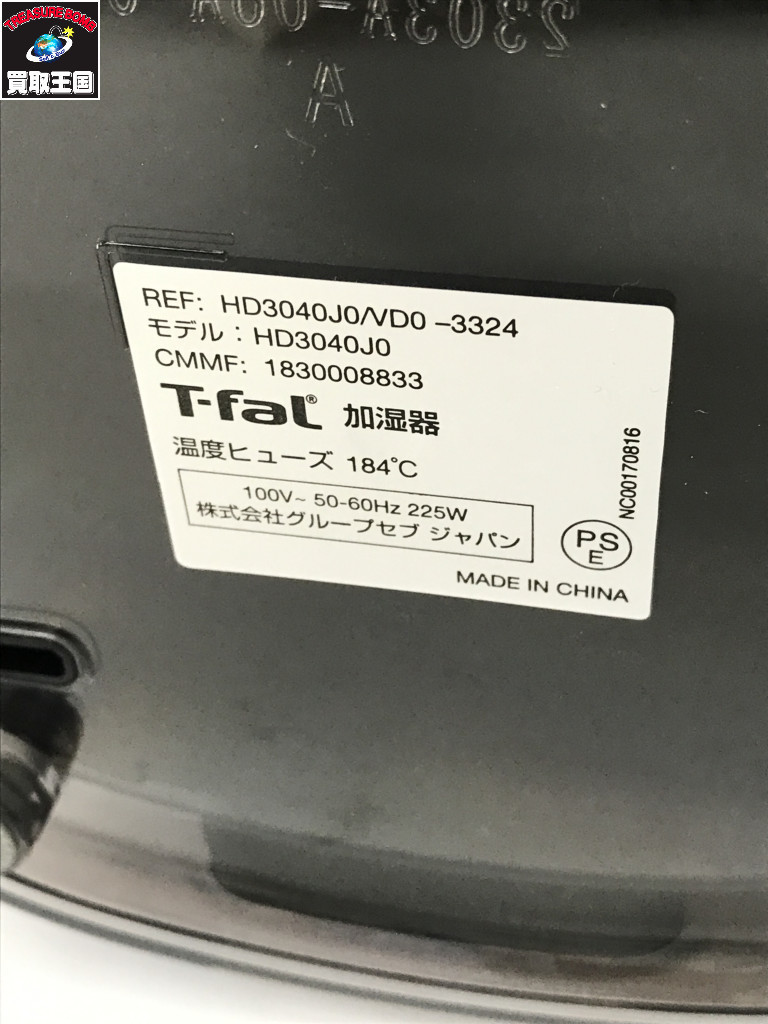 TREASURE KING
買取王国
A
REF: HD3040J0/VD0 –3324
モデル：HD3040J0
CMMF: 1830008833
T-faL® 加湿器
温度ヒューズ 184℃
100V~ 50-60Hz 225W
株式会社グループセブ ジャパン
PS
E
NC00170816
MADE IN CHINA